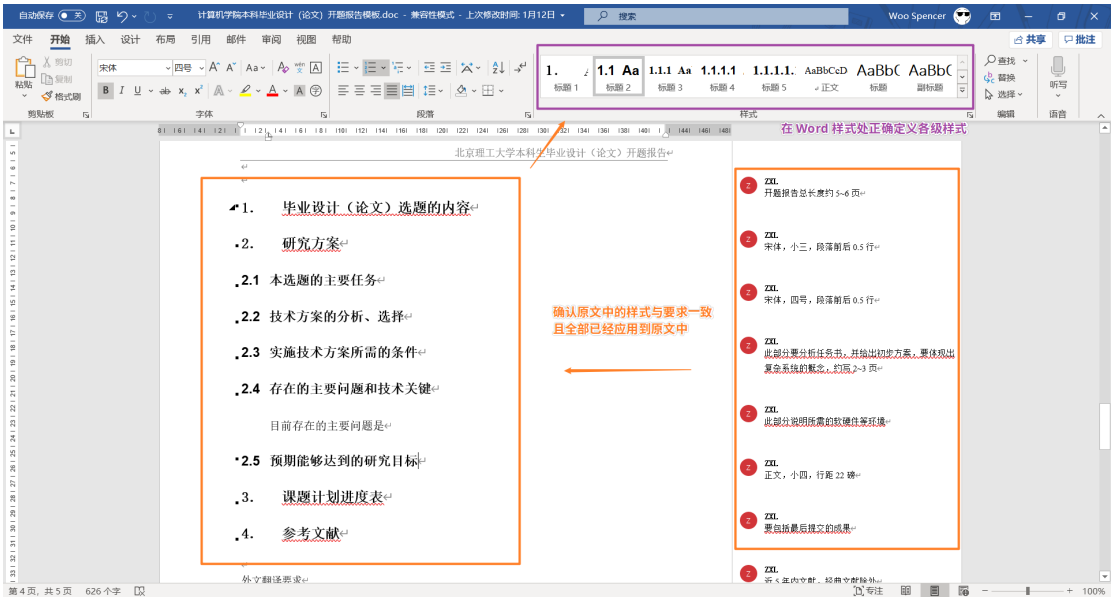 自动保存 关 计算机学院本科毕业设计（论文）开题报告模板.doc - 兼容性模式 - 上次修改时间: 1月12日 搜索 Woo Spencer
文件 开始 插入 设计 布局 引用 邮件 审阅 视图 帮助 共享 批注
剪切
复制
格式刷
粘贴
宋体 四号
剪贴板 字体 段落 样式 编辑 语音
1. 1.1 Aa 1.1.1 Aa 1.1.1.1 1.1.1.1. AaBbCcD AaBb( AaBb(
标题 1 标题 2 标题 3 标题 4 标题 5 正文 标题 副标题
查找
替换
选择
听写
在 Word 样式处正确定义各级样式
北京理工大学本科生毕业设计（论文）开题报告
1. 毕业设计（论文）选题的内容
2. 研究方案
2.1 本选题的主要任务
2.2 技术方案的分析、选择
2.3 实施技术方案所需的条件
2.4 存在的主要问题和技术关键
目前存在的主要问题是
2.5 预期能够达到的研究目标
3. 课题计划进度表
4. 参考文献
外文翻译要求
确认原文中的样式与要求一致
且全部已经应用到原文中
Z ZXL
开题报告总长度约 5~6 页
Z ZXL
宋体，小三，段落前后 0.5 行
Z ZXL
宋体，四号，段落前后 0.5 行
Z ZXL
此部分要分析任务书，并给出初步方案，要体现出
复杂系统的概念，约写 2~3 页
Z ZXL
此部分说明所需的软硬件等环境
Z ZXL
正文，小四，行距 22 磅
Z ZXL
要包括最后提交的成果
Z ZXL
近 5 年内文献，经典文献除外
第 4 页，共 5 页 626 个字 专注 100%